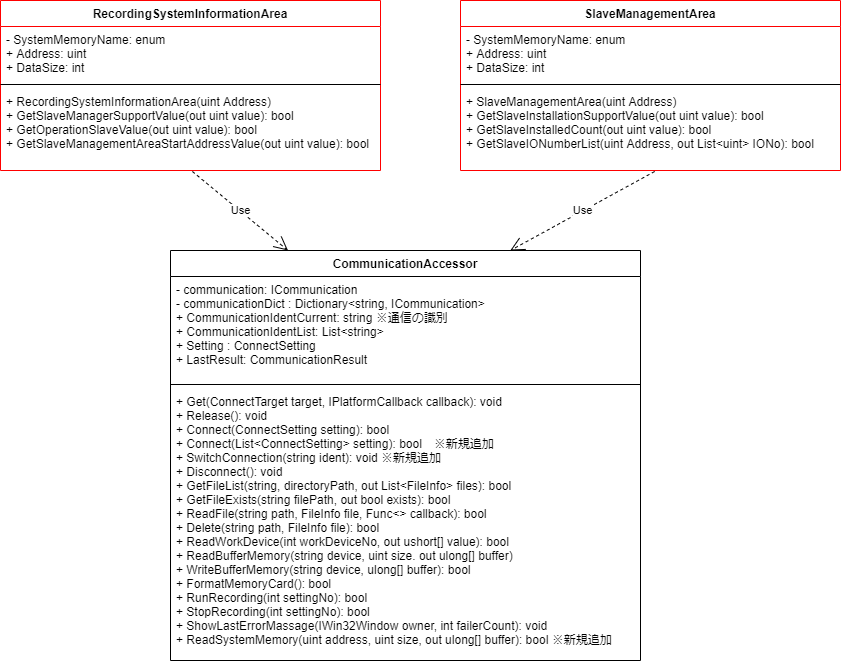 RecordingSystemInformationArea
- SystemMemoryName: enum
+ Address: uint
+ DataSize: int
+ RecordingSystemInformationArea(uint Address)
+ GetSlaveManagerSupportValue(out uint value): bool
+ GetOperationSlaveValue(out uint value): bool
+ GetSlaveManagementAreaStartAddressValue(out uint value): bool
SlaveManagementArea
- SystemMemoryName: enum
+ Address: uint
+ DataSize: int
+ SlaveManagementArea(uint Address)
+ GetSlaveInstallationSupportValue(out uint value): bool
+ GetSlaveInstalledCount(out uint value): bool
+ GetSlaveIONumberList(uint Address, out List<uint> IONo): bool
Use
Use
CommunicationAccessor
- communication: ICommunication
- communicationDict : Dictionary<string, ICommunication>
+ CommunicationIdentCurrent: string ※通信の識別
+ CommunicationIdentList: List<string>
+ Setting : ConnectSetting
+ LastResult: CommunicationResult
+ Get(ConnectTarget target, IPlatformCallback callback): void
+ Release(): void
+ Connect(ConnectSetting setting): bool
+ Connect(List<ConnectSetting> setting): bool ※新規追加
+ SwitchConnection(string ident): void ※新規追加
+ Disconnect(): void
+ GetFileList(string, directoryPath, out List<FileInfo> files): bool
+ GetFileExists(string filePath, out bool exists): bool
+ ReadFile(string path, FileInfo file, Func<> callback): bool
+ Delete(string path, FileInfo file): bool
+ ReadWorkDevice(int workDeviceNo, out ushort[] value): bool
+ ReadBufferMemory(string device, uint size. out ulong[] buffer)
+ WriteBufferMemory(string device, ulong[] buffer): bool
+ FormatMemoryCard(): bool
+ RunRecording(int settingNo): bool
+ StopRecording(int settingNo): bool
+ ShowLastErrorMassage(IWin32Window owner, int failerCount): void
+ ReadSystemMemory(uint address, uint size, out ulong[] buffer): bool ※新規追加